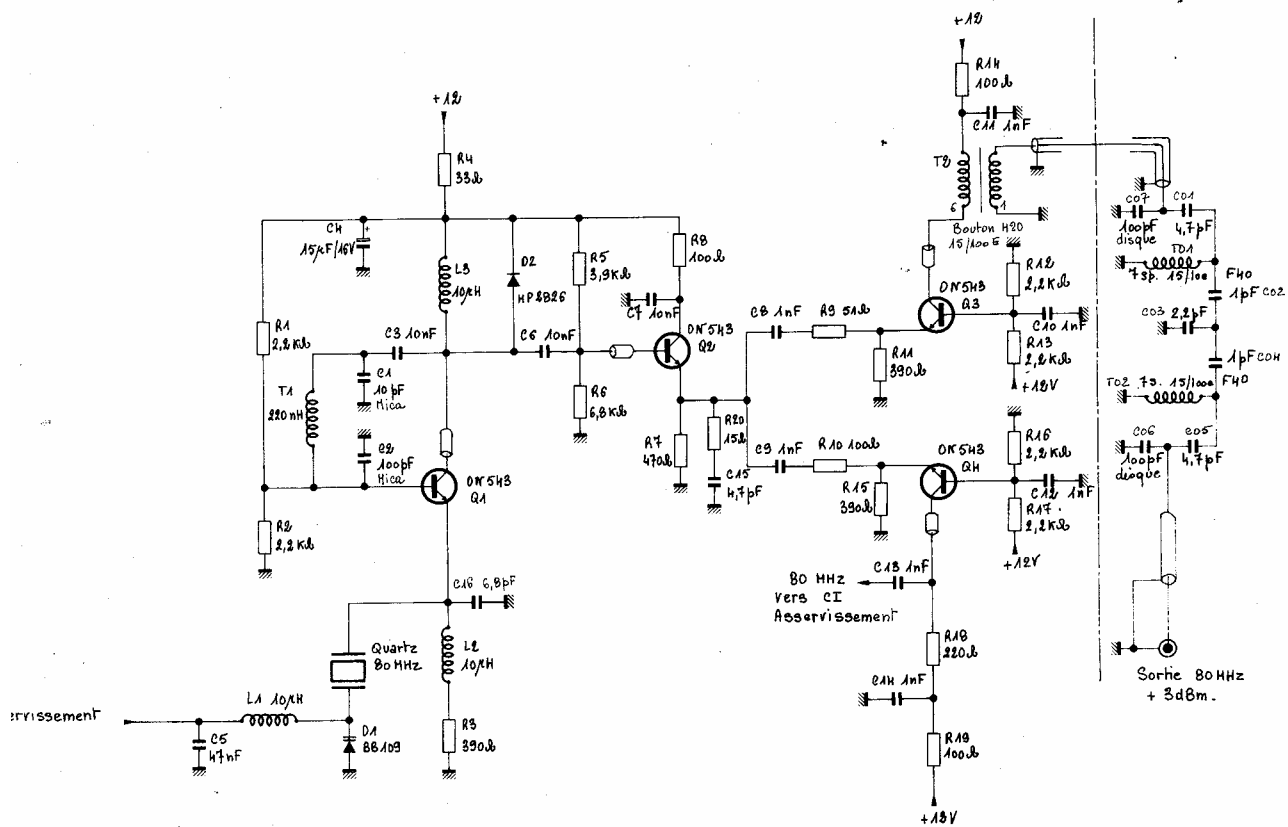 +12
R14
100Ω
C11 1nF
T2
6
1
Bouton H20
15/100E
+12
R4
33Ω
C4
+
15µF/16V
L3
10µH
D2
HP2826
R5
3,9KΩ
R8
100Ω
C7 10nF
R1
2,2KΩ
C3 10nF
C6 10nF
ON543
Q2
T1
220nH
C1
10pF
Mica
C2
100pF
Mica
R6
6,8KΩ
ON543
Q1
R2
2,2KΩ
R7
470Ω
R20
15Ω
C15
4,7pF
C8 1nF
R9 51Ω
R11
390Ω
ON543
Q3
R12
2,2KΩ
C10 1nF
R13
2,2KΩ
+12V
C9 1nF
R10 100Ω
R15
390Ω
ON543
Q4
R16
2,2KΩ
C12 1nF
R17
2,2KΩ
+12V
C13 1nF
80 MHz
vers CI
Asservissement
R18
220Ω
C14 1nF
R19
100Ω
+12V
C16 6,8pF
Quartz
80MHz
L2
10µH
R3
390Ω
L1 10µH
ervissement
C5
47nF
D1
BB109
C07
100pF
disque
C01
4,7pF
T01
7sp. 15/100
F40
1pF C02
C03 2,2pF
1pF C04
T02 7s. 15/100e
F40
C06
100pF
disque
C05
4,7pF
Sortie 80MHz
+ 3dBm.